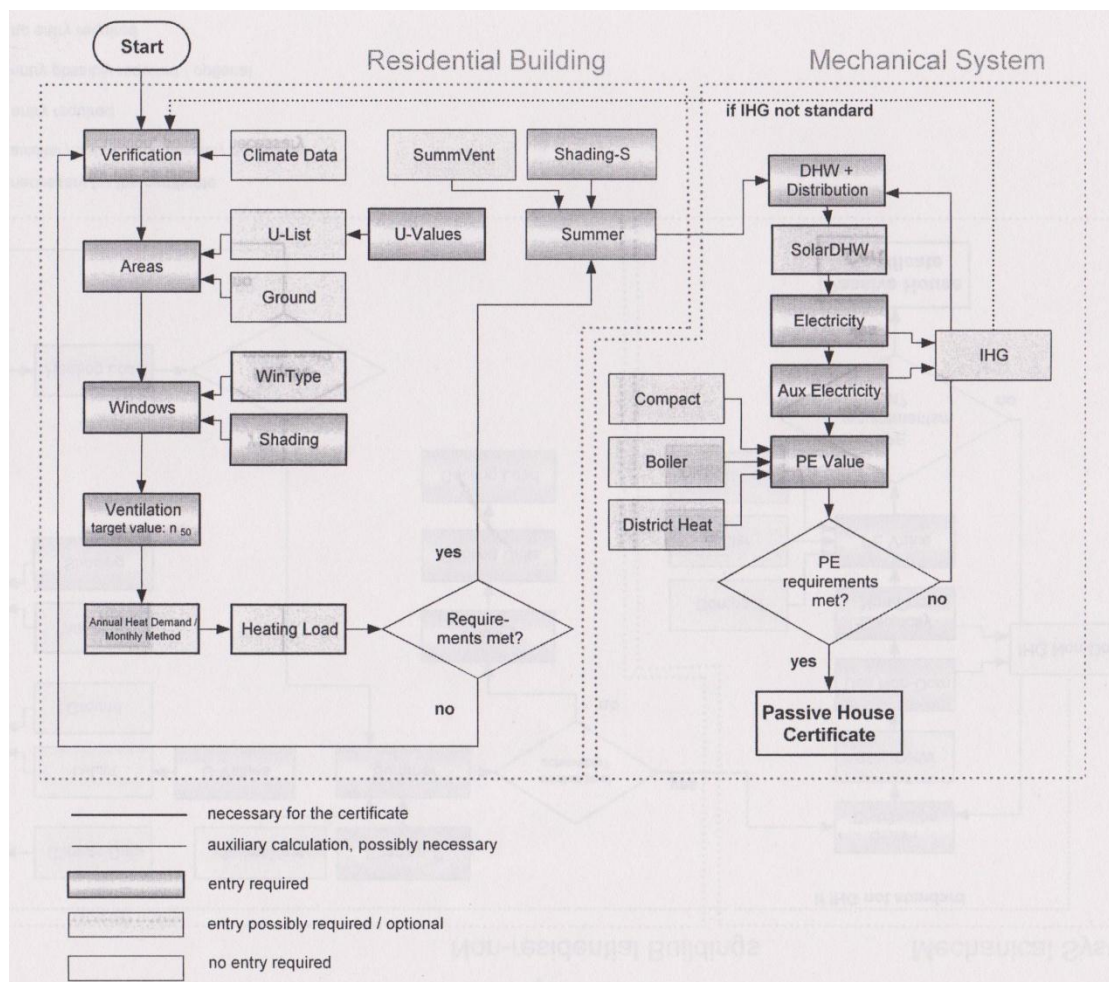 Start
Residential Building
Mechanical System
if IHG not standard
Verification
Climate Data
SummVent
Shading-S
DHW +
Distribution
U-List
U-Values
Summer
SolarDHW
Areas
Ground
Electricity
IHG
WinType
Aux Electricity
Windows
Compact
Shading
Boiler
PE Value
Ventilation
target value: n 50
District Heat
yes
PE
requirements
met?
no
Annual Heat Demand /
Monthly Method
Heating Load
Require-
ments met?
yes
no
Passive House
Certificate
necessary for the certificate
auxiliary calculation, possibly necessary
entry required
entry possibly required / optional
no entry required